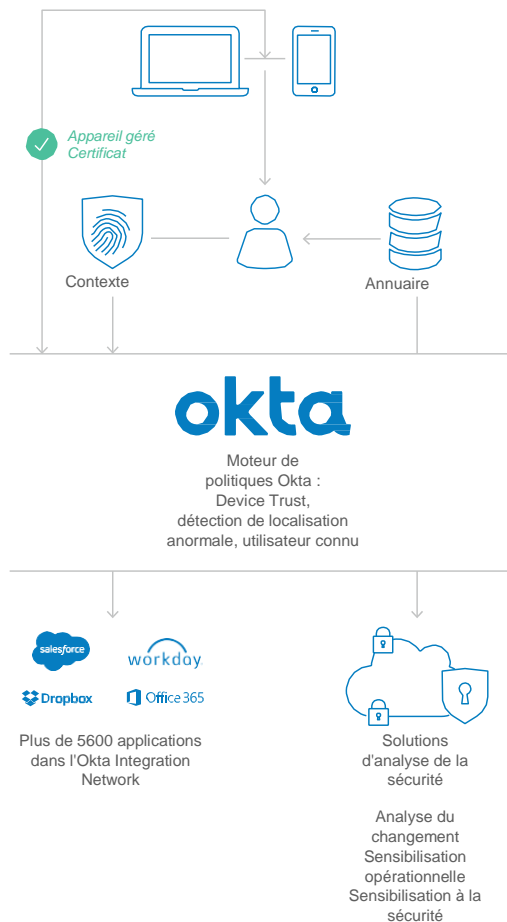 Appareil géré
Certificat
Contexte
Annuaire
okta
Moteur de
politiques Okta :
Device Trust,
détection de localisation
anormale, utilisateur connu
salesforce
workday.
Dropbox
Office 365
Plus de 5600 applications
dans l'Okta Integration
Network
Solutions
d'analyse de la
sécurité
Analyse du
changement
Sensibilisation
opérationnelle
Sensibilisation à la
sécurité